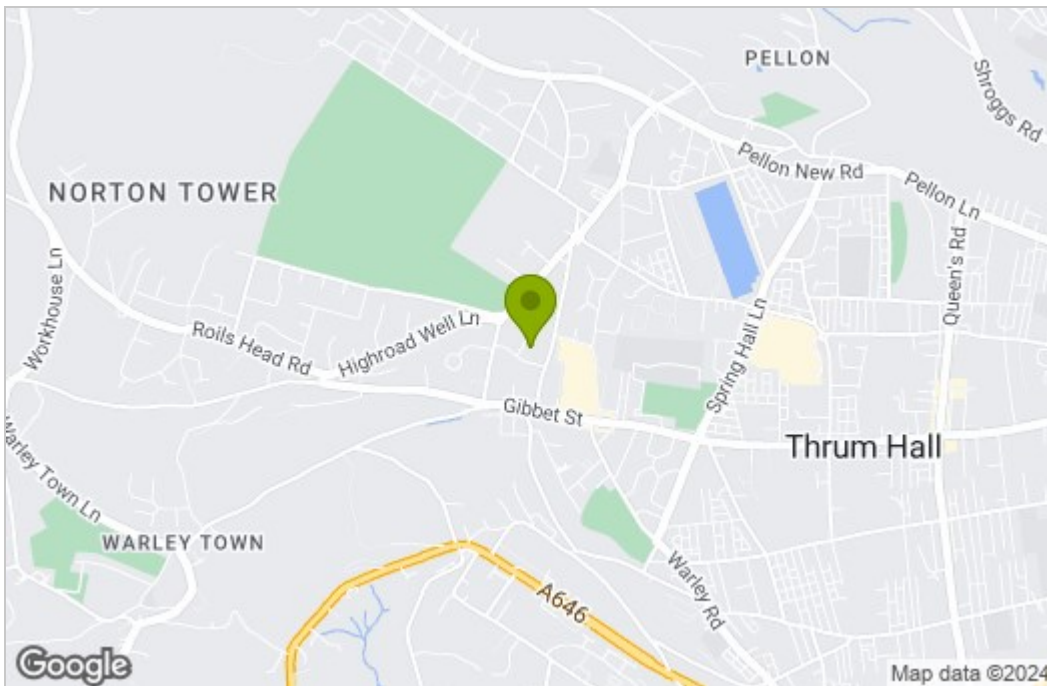 PELLON
Shroggs Rd
Pellon New Rd
Pellon Ln
NORTON TOWER
Workhouse Ln
Queen's Rd
Roils Head Rd
Highroad Well Ln
Spring Hall Ln
Gibbet St
Thrum Hall
Warley Town Ln
WARLEY TOWN
A646
Warley Rd
Google
Map data ©2024